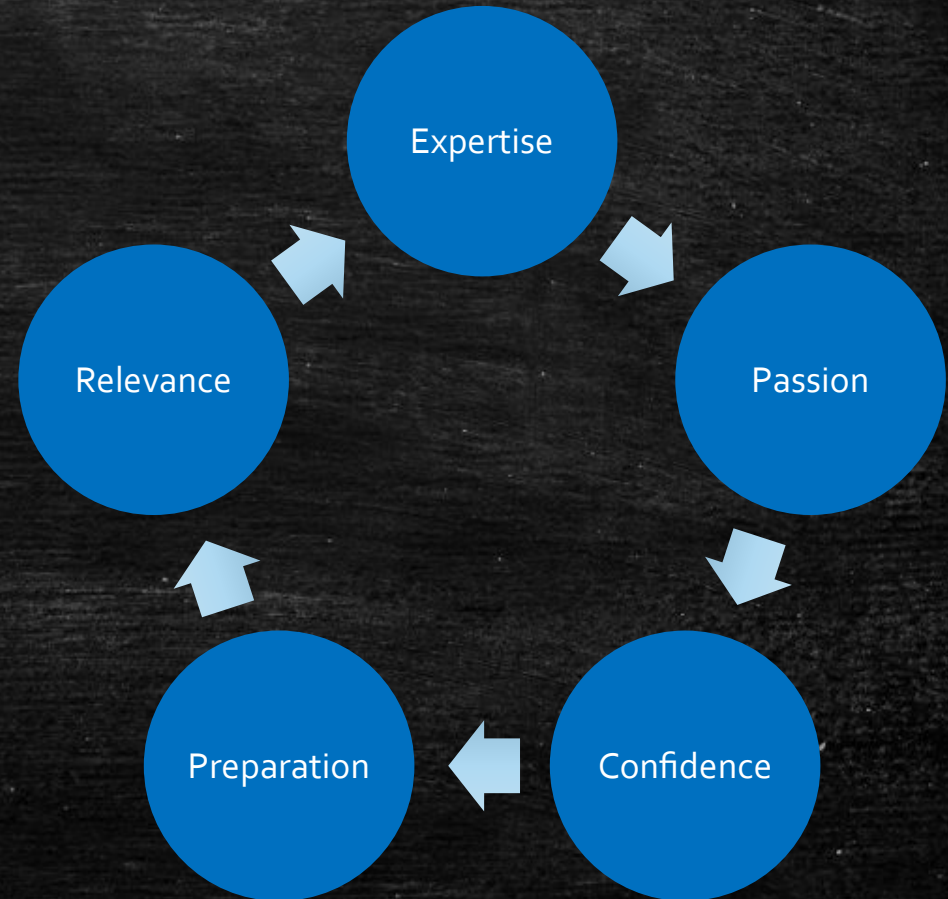 Expertise
Passion
Confidence
Preparation
Relevance